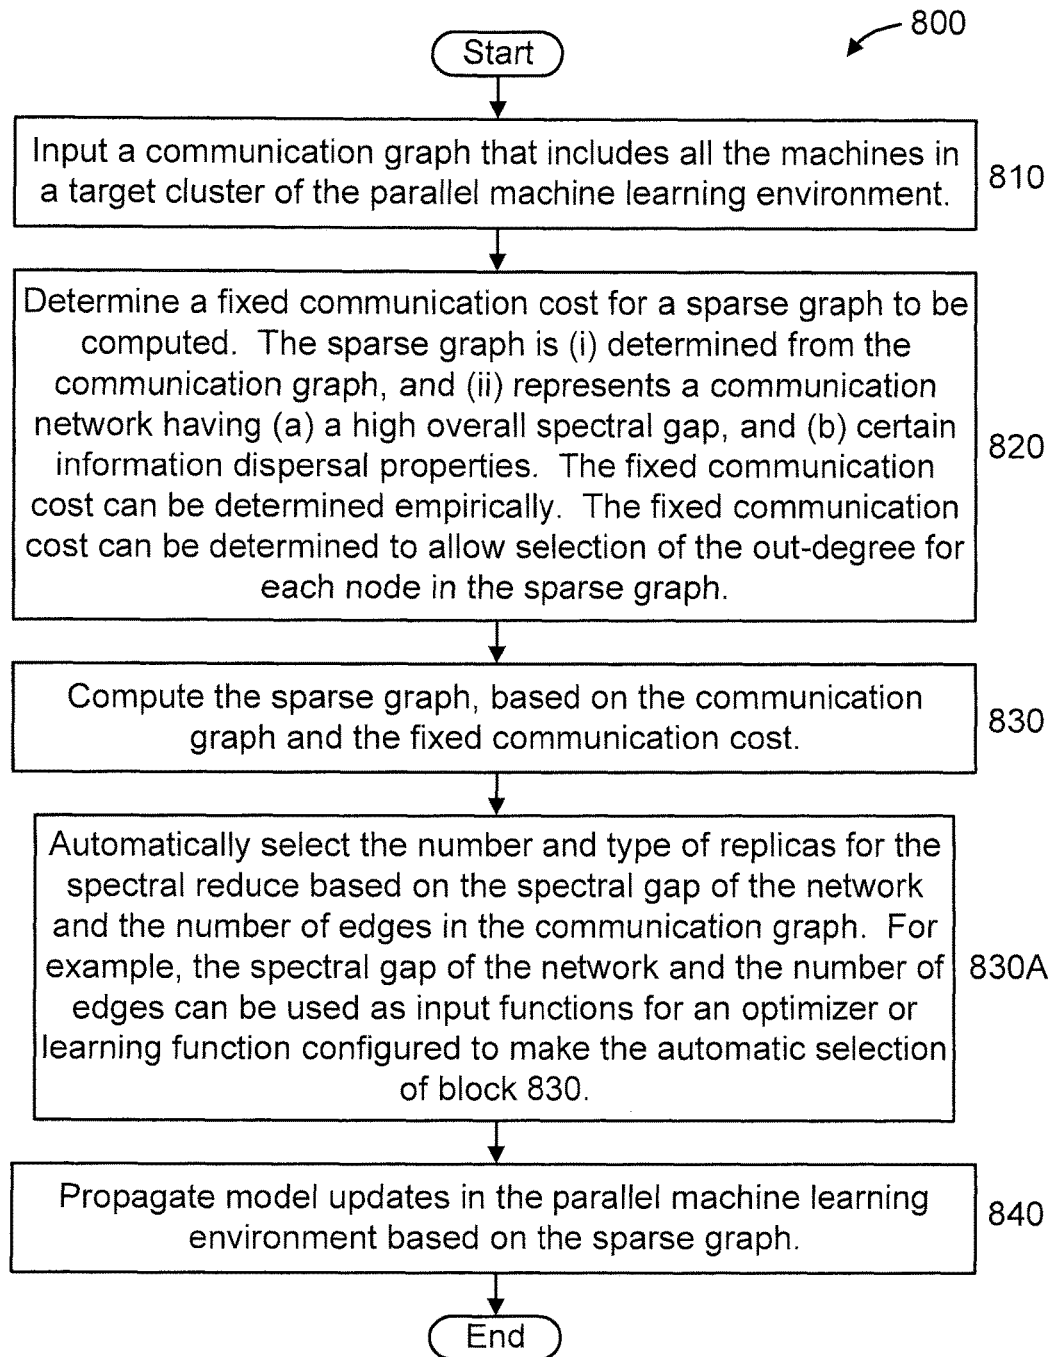 800
Start
Input a communication graph that includes all the machines in
a target cluster of the parallel machine learning environment.
810
Determine a fixed communication cost for a sparse graph to be
computed. The sparse graph is (i) determined from the
communication graph, and (ii) represents a communication
network having (a) a high overall spectral gap, and (b) certain
information dispersal properties. The fixed communication
cost can be determined empirically. The fixed communication
cost can be determined to allow selection of the out-degree for
each node in the sparse graph.
820
Compute the sparse graph, based on the communication
graph and the fixed communication cost.
830
Automatically select the number and type of replicas for the
spectral reduce based on the spectral gap of the network
and the number of edges in the communication graph. For
example, the spectral gap of the network and the number of
edges can be used as input functions for an optimizer or
learning function configured to make the automatic selection
of block 830.
830A
Propagate model updates in the parallel machine learning
environment based on the sparse graph.
840
End